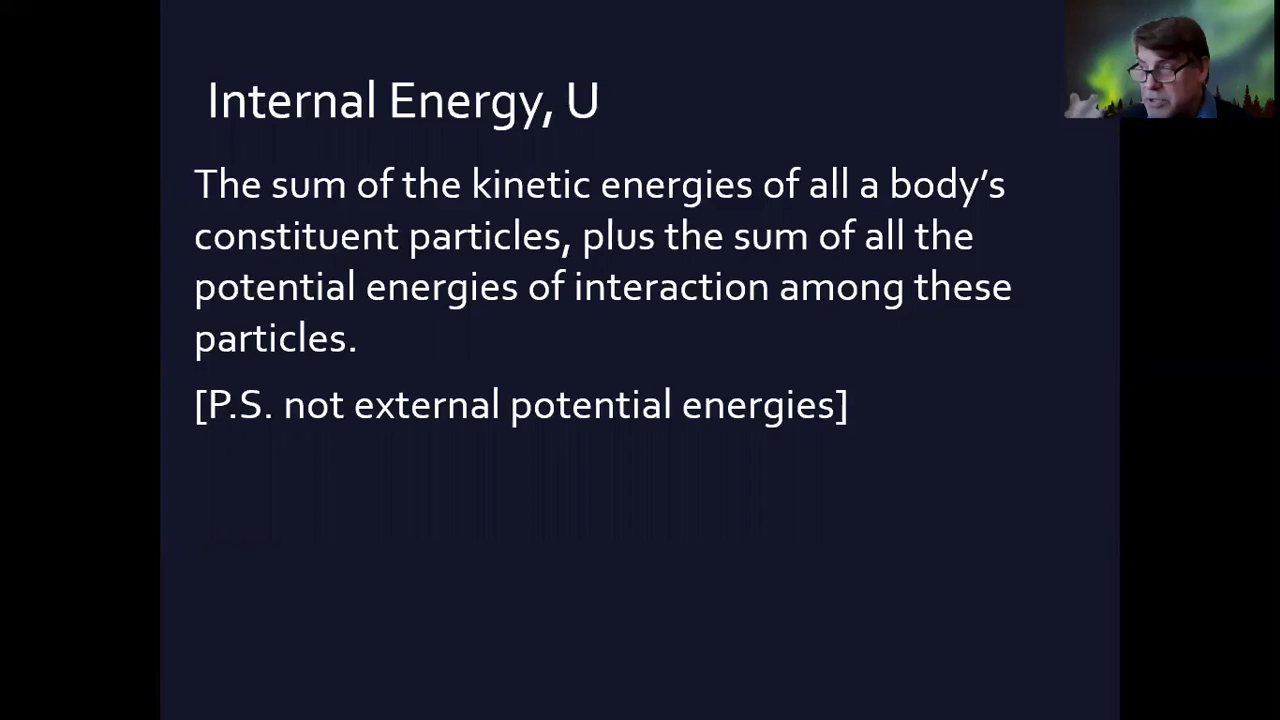 Internal Energy, U
The sum of the kinetic energies of all a body’s
constituent particles, plus the sum of all the
potential energies of interaction among these
particles.
[P.S. not external potential energies]